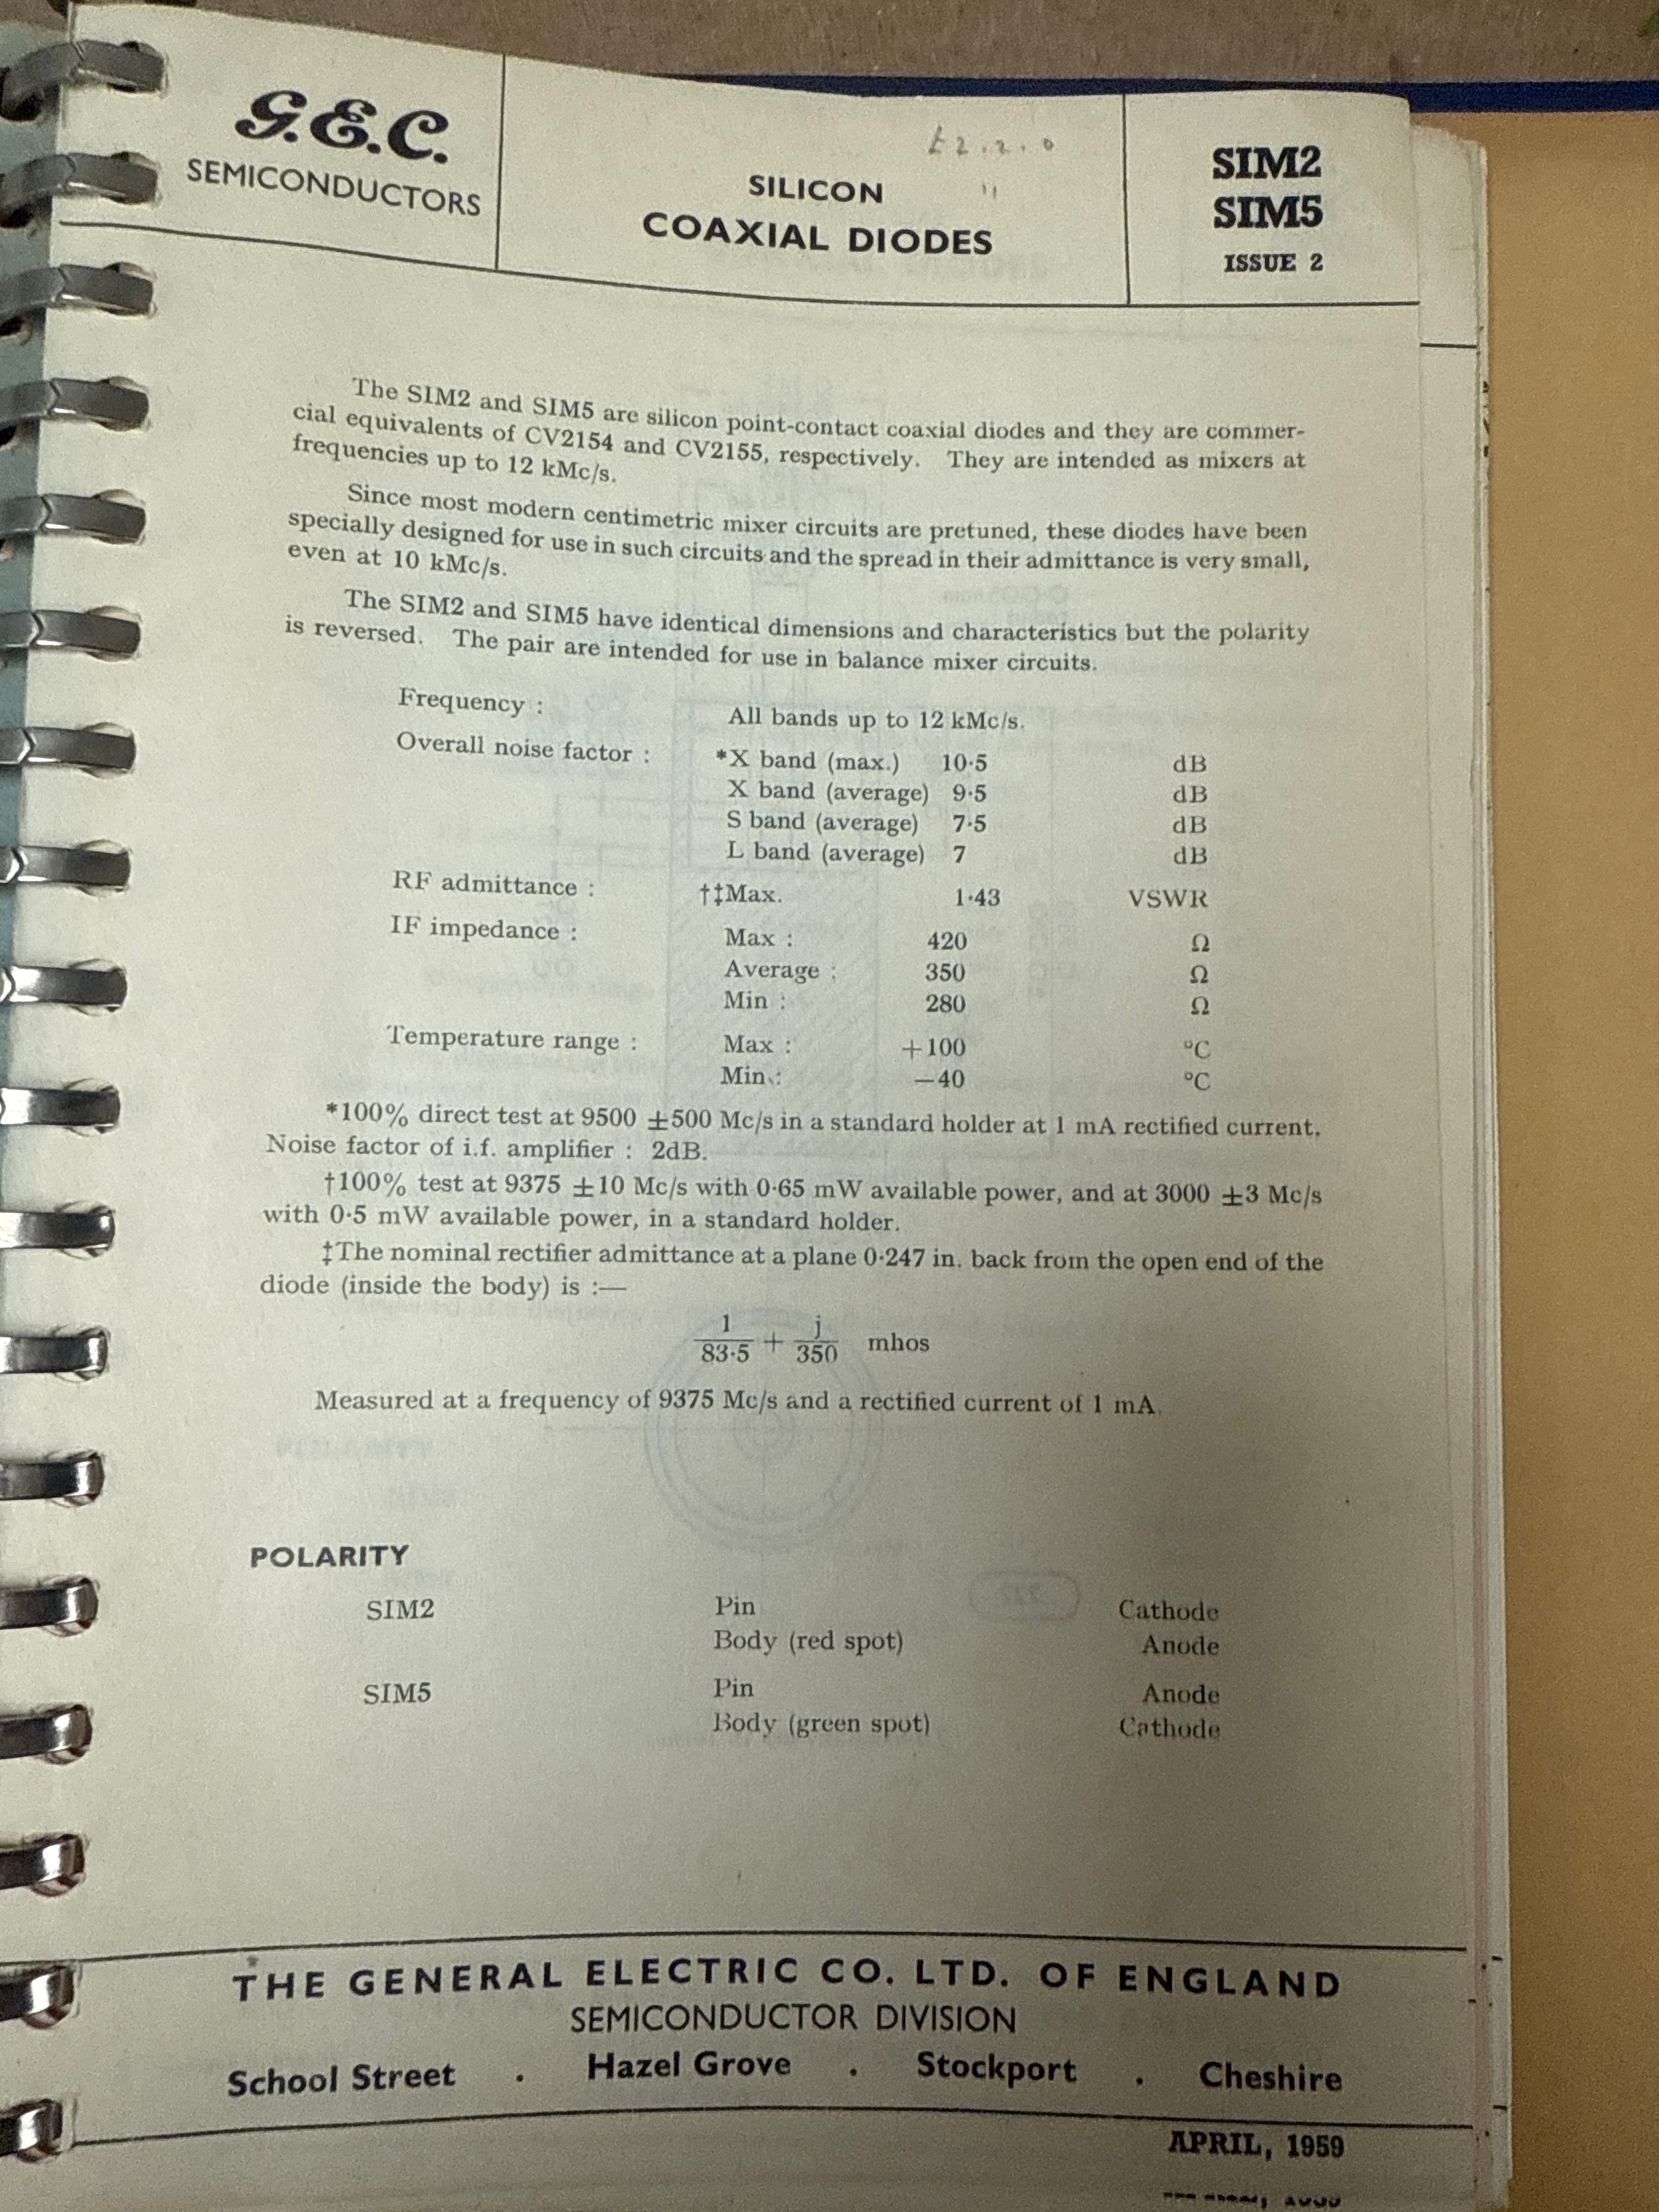 G.E.C.
SEMICONDUCTORS
£2.2.0
SILICON "
COAXIAL DIODES
SIM2
SIM5
ISSUE 2
The SIM2 and SIM5 are silicon point-contact coaxial diodes and they are commer-
cial equivalents of CV2154 and CV2155, respectively. They are intended as mixers at
frequencies up to 12 kMc/s.
Since most modern centimetric mixer circuits are pretuned, these diodes have been
specially designed for use in such circuits and the spread in their admittance is very small,
even at 10 kMc/s.
The SIM2 and SIM5 have identical dimensions and characteristics but the polarity
is reversed. The pair are intended for use in balance mixer circuits.
Frequency : All bands up to 12 kMc/s.
Overall noise factor : *X band (max.) 10·5 dB
X band (average) 9·5 dB
S band (average) 7·5 dB
L band (average) 7 dB
RF admittance : †‡Max. 1·43 VSWR
IF impedance : Max : 420 Ω
Average : 350 Ω
Min : 280 Ω
Temperature range : Max : +100 °C
Min.: −40 °C
*100% direct test at 9500 ±500 Mc/s in a standard holder at 1 mA rectified current.
Noise factor of i.f. amplifier : 2dB.
†100% test at 9375 ±10 Mc/s with 0·65 mW available power, and at 3000 ±3 Mc/s
with 0·5 mW available power, in a standard holder.
‡The nominal rectifier admittance at a plane 0·247 in. back from the open end of the
diode (inside the body) is :—
1/83·5 + j/350 mhos
Measured at a frequency of 9375 Mc/s and a rectified current of 1 mA.
POLARITY
SIM2 Pin Cathode
Body (red spot) Anode
SIM5 Pin Anode
Body (green spot) Cathode
THE GENERAL ELECTRIC CO. LTD. OF ENGLAND
SEMICONDUCTOR DIVISION
School Street . Hazel Grove . Stockport . Cheshire
APRIL, 1959